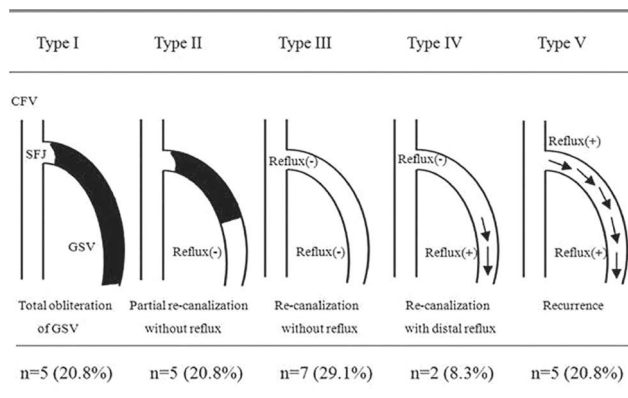 Type I Type II Type III Type IV Type V
CFV
SFJ Reflux(-) Reflux(-) Reflux(+)
GSV Reflux(-) Reflux(-) Reflux(+) Reflux(+)
Total obliteration Partial re-canalization Re-canalization Re-canalization Recurrence
of GSV without reflux without reflux with distal reflux
n=5 (20.8%) n=5 (20.8%) n=7 (29.1%) n=2 (8.3%) n=5 (20.8%)